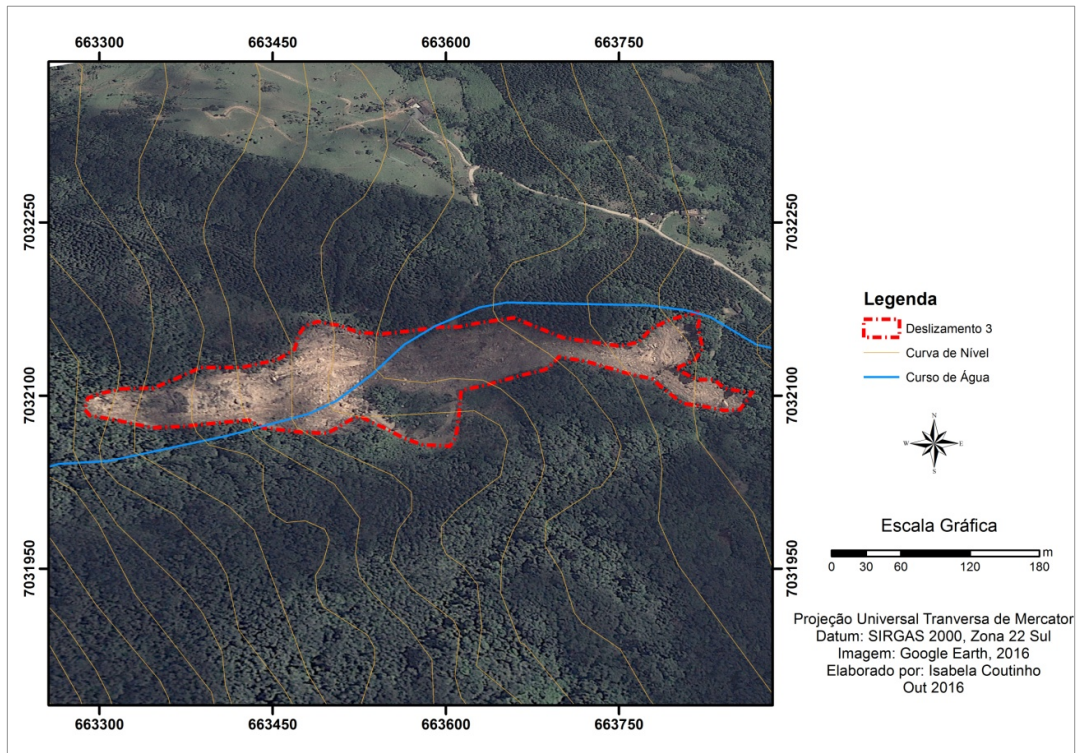 663300 663450 663600 663750
7032250 7032250
7032100 7032100
7031950 7031950
663300 663450 663600 663750
Legenda
Deslizamento 3
Curva de Nível
Curso de Água
N
W E
S
Escala Gráfica
m
0 30 60 120 180
Projeção Universal Tranversa de Mercator
Datum: SIRGAS 2000, Zona 22 Sul
Imagem: Google Earth, 2016
Elaborado por: Isabela Coutinho
Out 2016